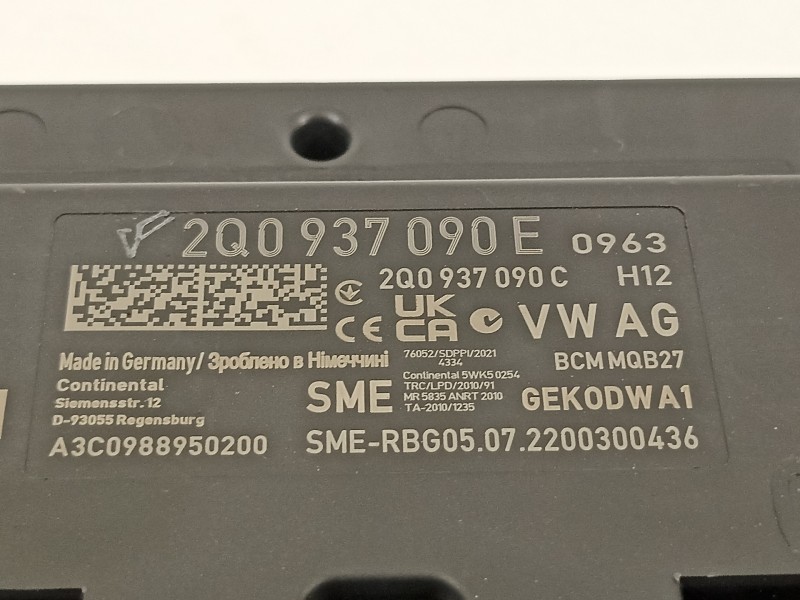 2Q0 937 090 E 0963
2Q0 937 090 C H12
CE UK CA VW AG
Made in Germany/ Зроблено в Німеччині
76052/SDPPI/2021
4334
BCM MQB27
Continental
Siemensstr. 12
D-93055 Regensburg
SME
Continental 5WK5 0254
TRC/LPD/2010/91
MR 5835 ANRT 2010
TA-2010/1235
GEK0DWA1
A3C0988950200 SME-RBG05.07.2200300436